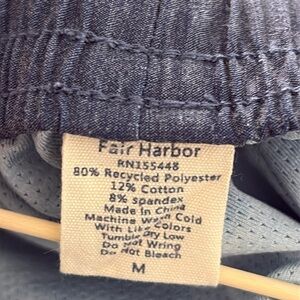 Fair Harbor
RN155448
80% Recycled Polyester
12% Cotton
8% spandex
Made in China
Machine Wash Cold
With Like Colors
Tumble Dry Low
Do Not Wring
Do Not Bleach
M